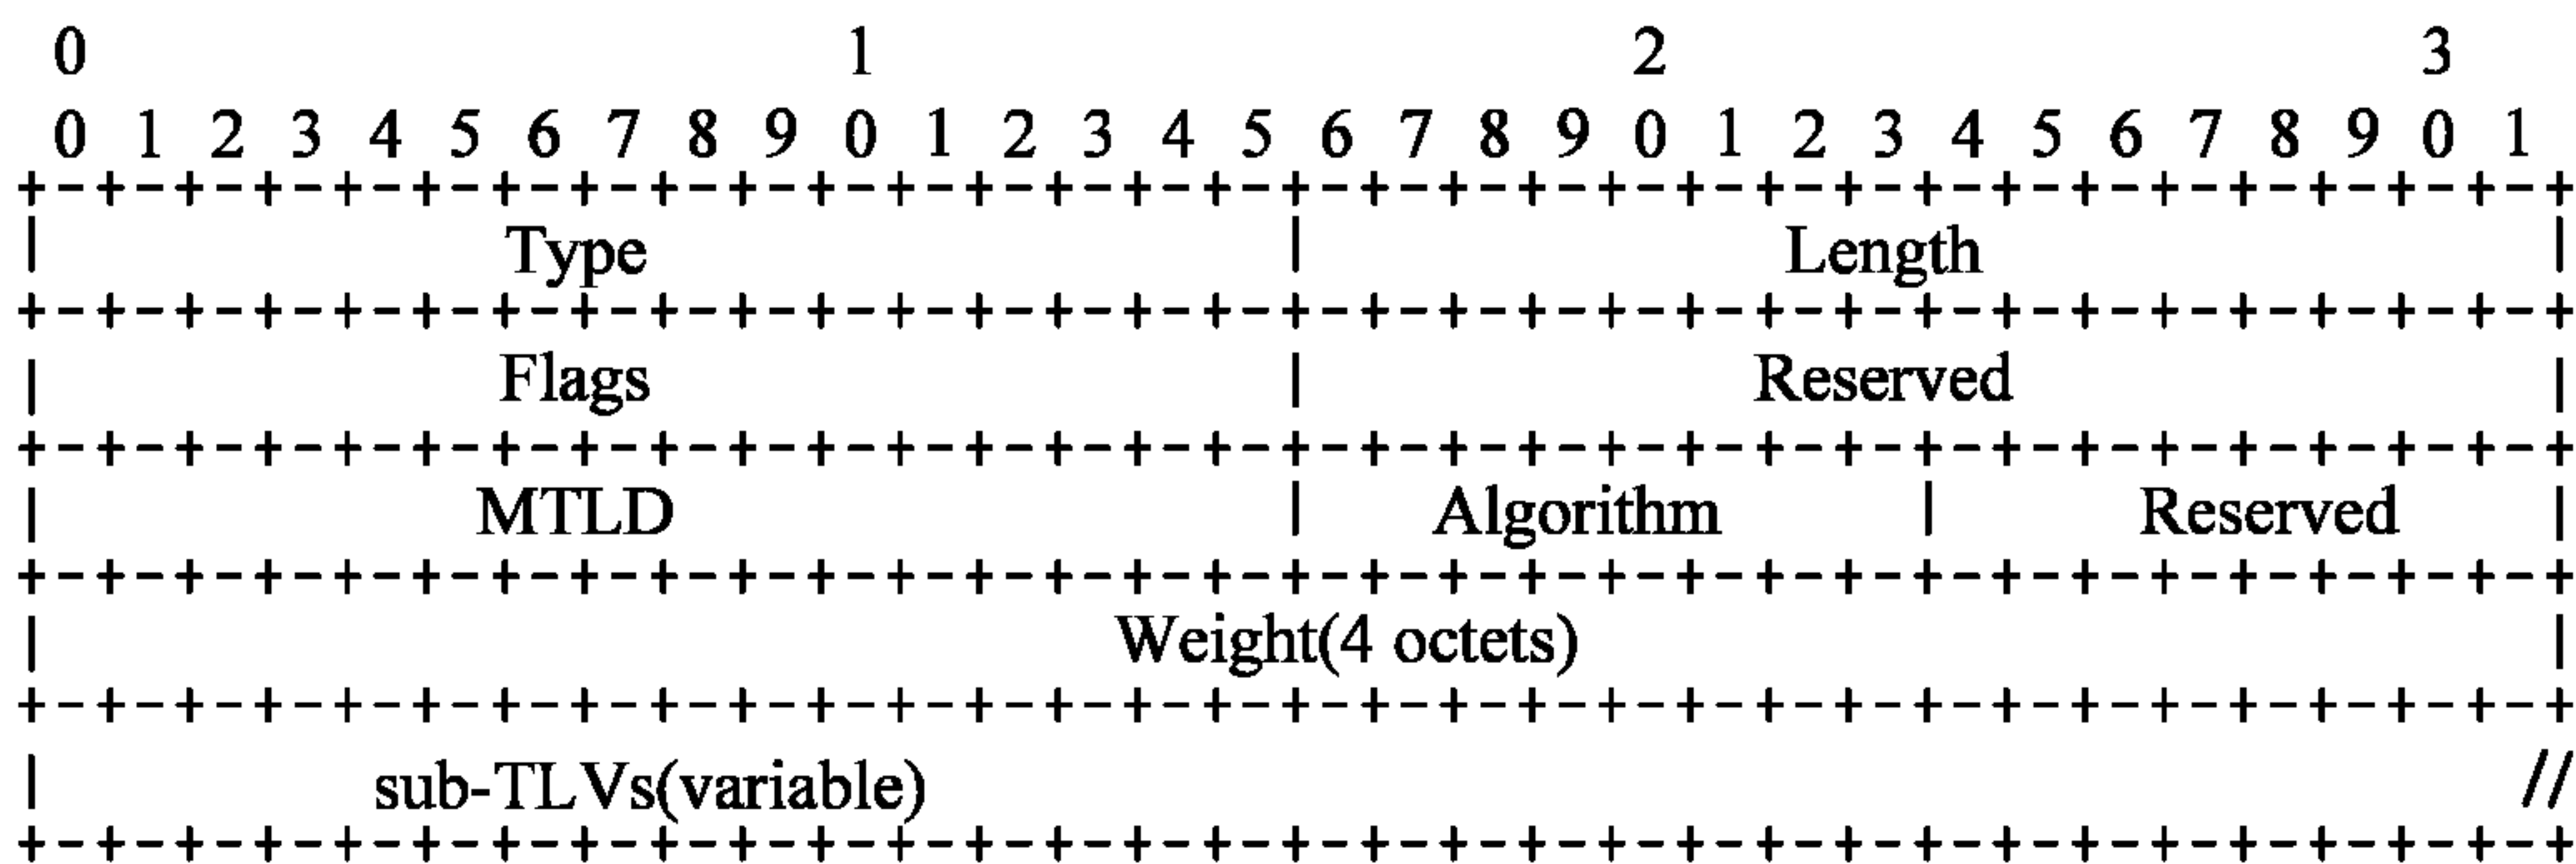 0 1 2 3
0 1 2 3 4 5 6 7 8 9 0 1 2 3 4 5 6 7 8 9 0 1 2 3 4 5 6 7 8 9 0 1
+-+-+-+-+-+-+-+-+-+-+-+-+-+-+-+-+-+-+-+-+-+-+-+-+-+-+-+-+-+-+-+-+
| Type | Length |
+-+-+-+-+-+-+-+-+-+-+-+-+-+-+-+-+-+-+-+-+-+-+-+-+-+-+-+-+-+-+-+-+
| Flags | Reserved |
+-+-+-+-+-+-+-+-+-+-+-+-+-+-+-+-+-+-+-+-+-+-+-+-+-+-+-+-+-+-+-+-+
| MTLD | Algorithm | Reserved |
+-+-+-+-+-+-+-+-+-+-+-+-+-+-+-+-+-+-+-+-+-+-+-+-+-+-+-+-+-+-+-+-+
| Weight(4 octets) |
+-+-+-+-+-+-+-+-+-+-+-+-+-+-+-+-+-+-+-+-+-+-+-+-+-+-+-+-+-+-+-+-+
| sub-TLVs(variable) //
+-+-+-+-+-+-+-+-+-+-+-+-+-+-+-+-+-+-+-+-+-+-+-+-+-+-+-+-+-+-+-+-+